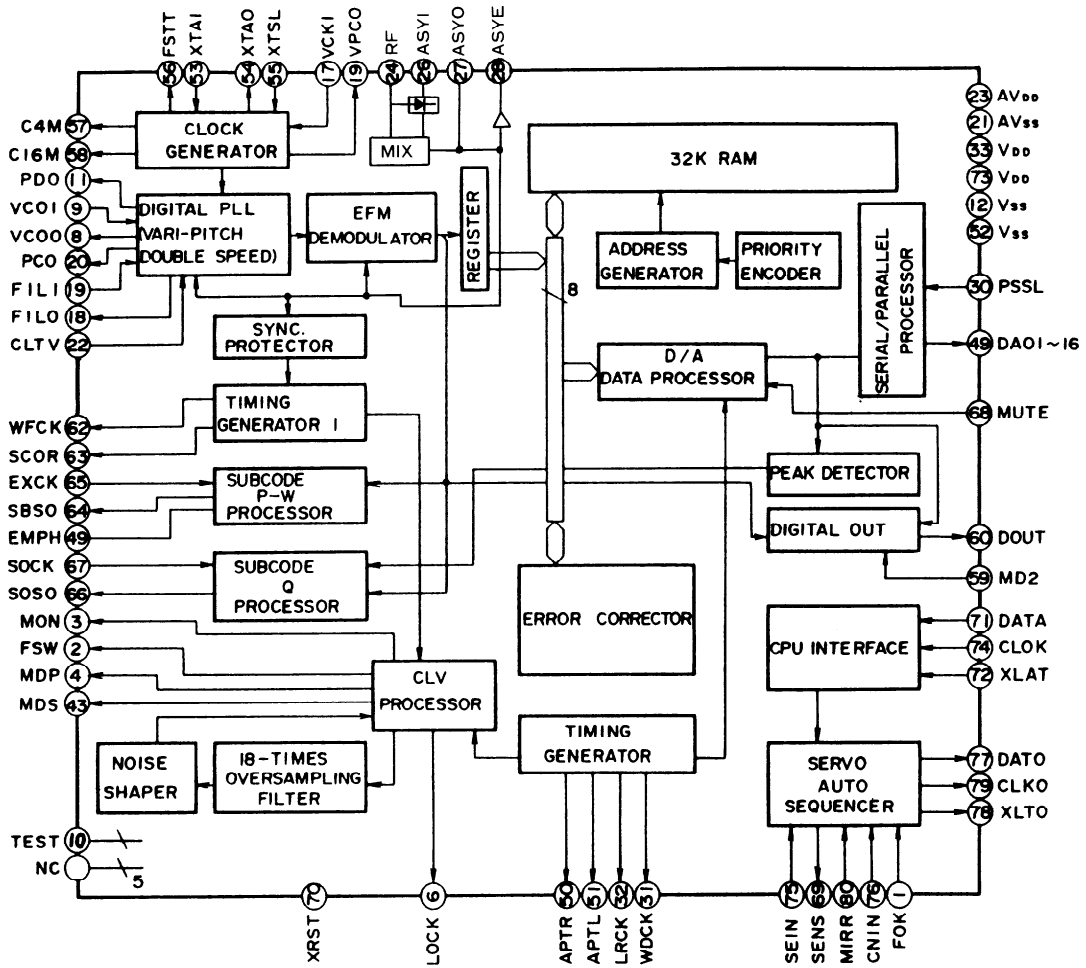 FSTT
XTAI
XTAO
XTSL
VCKI
VPCO
RF
ASYI
ASYO
ASYE
56
53
54
55
17
19
24
26
27
28
C4M 57
C16M 58
PDO 11
VCOI 9
VCOO 8
PCO 20
FILI 19
FILO 18
CLTV 22
WFCK 62
SCOR 63
EXCK 65
SBSO 64
EMPH 49
SOCK 67
SOSO 66
MON 3
FSW 2
MDP 4
MDS 43
TEST 10
NC
5
CLOCK
GENERATOR
MIX
DIGITAL PLL
(VARI-PITCH
DOUBLE SPEED)
EFM
DEMODULATOR
REGISTER
SYNC.
PROTECTOR
TIMING
GENERATOR 1
SUBCODE
P-W
PROCESSOR
SUBCODE
Q
PROCESSOR
CLV
PROCESSOR
NOISE
SHAPER
18-TIMES
OVERSAMPLING
FILTER
32K RAM
ADDRESS
GENERATOR
PRIORITY
ENCODER
8
D/A
DATA PROCESSOR
SERIAL/PARALLEL
PROCESSOR
PEAK DETECTOR
DIGITAL OUT
ERROR CORRECTOR
CPU INTERFACE
TIMING
GENERATOR
SERVO
AUTO
SEQUENCER
23 AVDD
21 AVSS
33 VDD
73 VDD
12 VSS
52 VSS
30 PSSL
49 DAO1~16
68 MUTE
60 DOUT
59 MD2
71 DATA
74 CLOK
72 XLAT
77 DATO
79 CLKO
78 XLTO
70
6
50
51
32
31
75
69
80
76
1
XRST
LOCK
APTR
APTL
LRCK
WDCK
SEIN
SENS
MIRR
CNIN
FOK